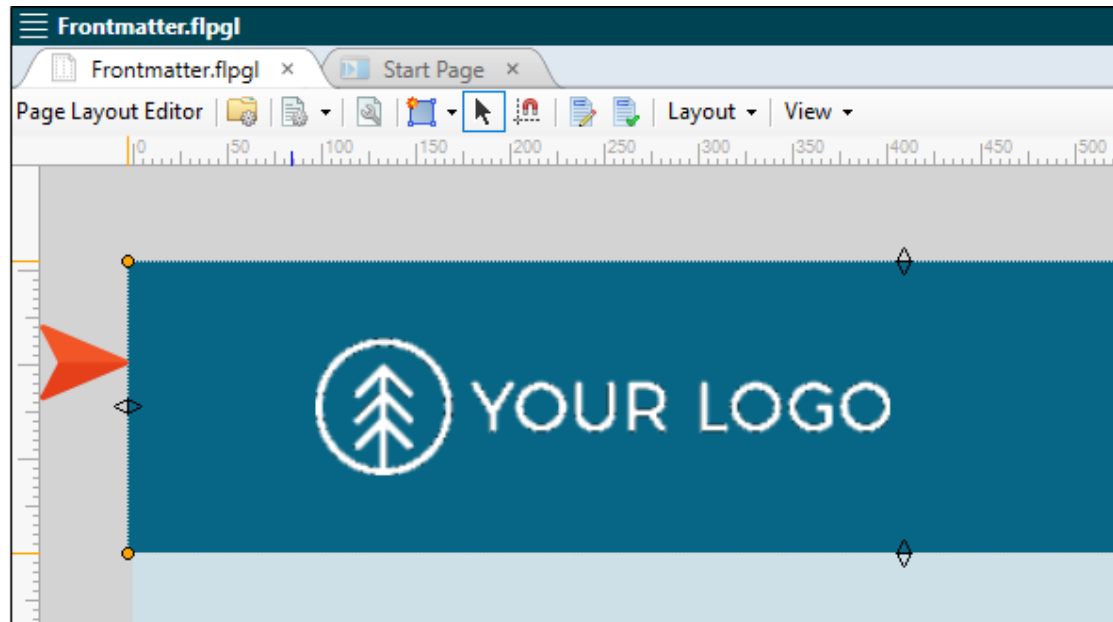 Frontmatter.flpgl
Frontmatter.flpgl × Start Page ×
Page Layout Editor Layout View
0 50 100 150 200 250 300 350 400 450 500
YOUR LOGO